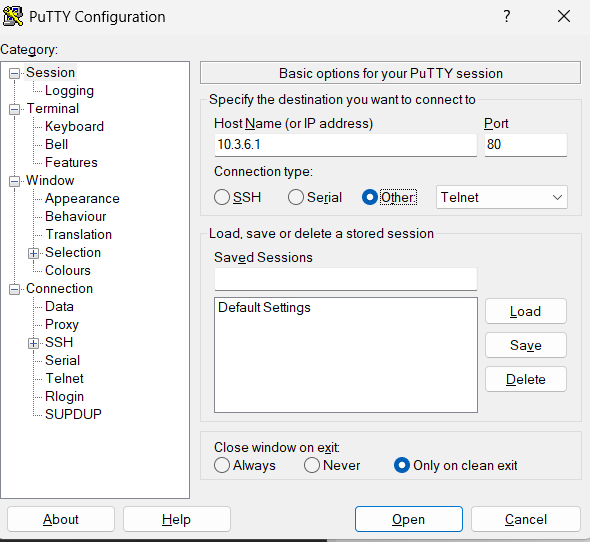 PuTTY Configuration
?
Category:
Session
Logging
Terminal
Keyboard
Bell
Features
Window
Appearance
Behaviour
Translation
Selection
Colours
Connection
Data
Proxy
SSH
Serial
Telnet
Rlogin
SUPDUP
Basic options for your PuTTY session
Specify the destination you want to connect to
Host Name (or IP address) Port
10.3.6.1 80
Connection type:
SSH Serial Other: Telnet
Load, save or delete a stored session
Saved Sessions
Default Settings
Load
Save
Delete
Close window on exit:
Always Never Only on clean exit
About Help Open Cancel